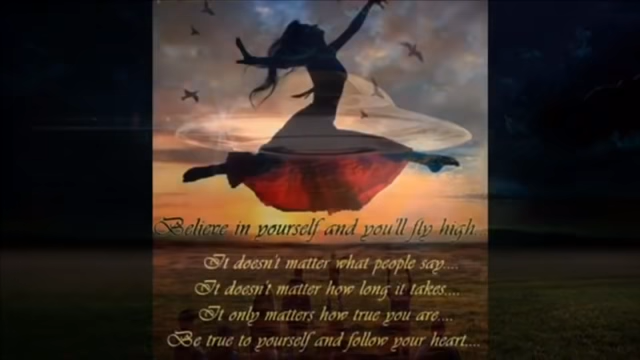 Believe in yourself and you'll fly high.
It doesn't matter what people say....
It doesn't matter how long it takes....
It only matters how true you are....
Be true to yourself and follow your heart....